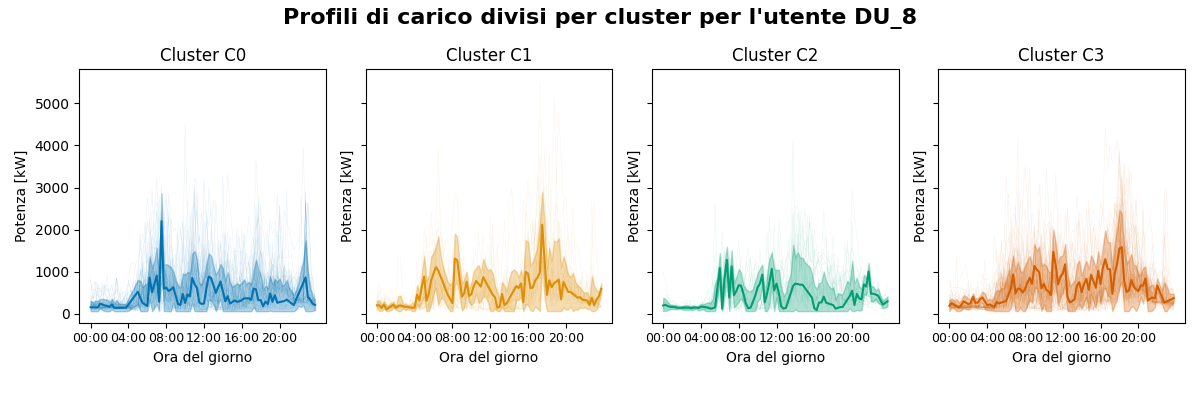 Profili di carico divisi per cluster per l'utente DU_8
Cluster C0
Cluster C1
Cluster C2
Cluster C3
Potenza [kW]
5000
4000
3000
2000
1000
0
00:00 04:00 08:00 12:00 16:00 20:00
Ora del giorno
Potenza [kW]
00:00 04:00 08:00 12:00 16:00 20:00
Ora del giorno
Potenza [kW]
00:00 04:00 08:00 12:00 16:00 20:00
Ora del giorno
Potenza [kW]
00:00 04:00 08:00 12:00 16:00 20:00
Ora del giorno